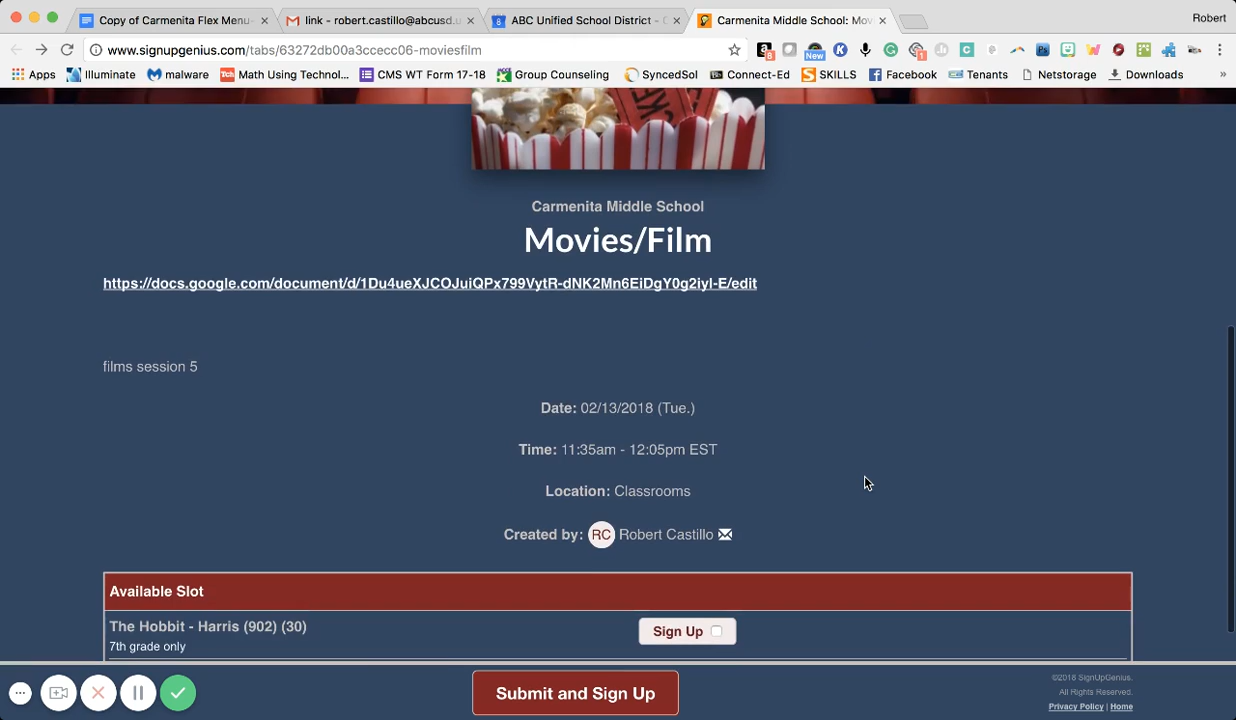 Copy of Carmenita Flex Menu
link - robert.castillo@abcusd.u
ABC Unified School District - C
Carmenita Middle School: Mov
Robert
www.signupgenius.com/tabs/63272db00a3ccecc06-moviesfilm
New
Apps
Illuminate
malware
Tch
Math Using Technol...
CMS WT Form 17-18
Group Counseling
SyncedSol
Connect-Ed
SKILLS
Facebook
Tenants
Netstorage
Downloads
»
Carmenita Middle School
Movies/Film
https://docs.google.com/document/d/1Du4ueXJCOJuiQPx799VytR-dNK2Mn6EiDgY0g2iyl-E/edit
films session 5
Date: 02/13/2018 (Tue.)
Time: 11:35am - 12:05pm EST
Location: Classrooms
Created by: RC Robert Castillo
Available Slot
The Hobbit - Harris (902) (30)
7th grade only
Sign Up
Submit and Sign Up
©2018 SignUpGenius.
All Rights Reserved.
Privacy Policy | Home